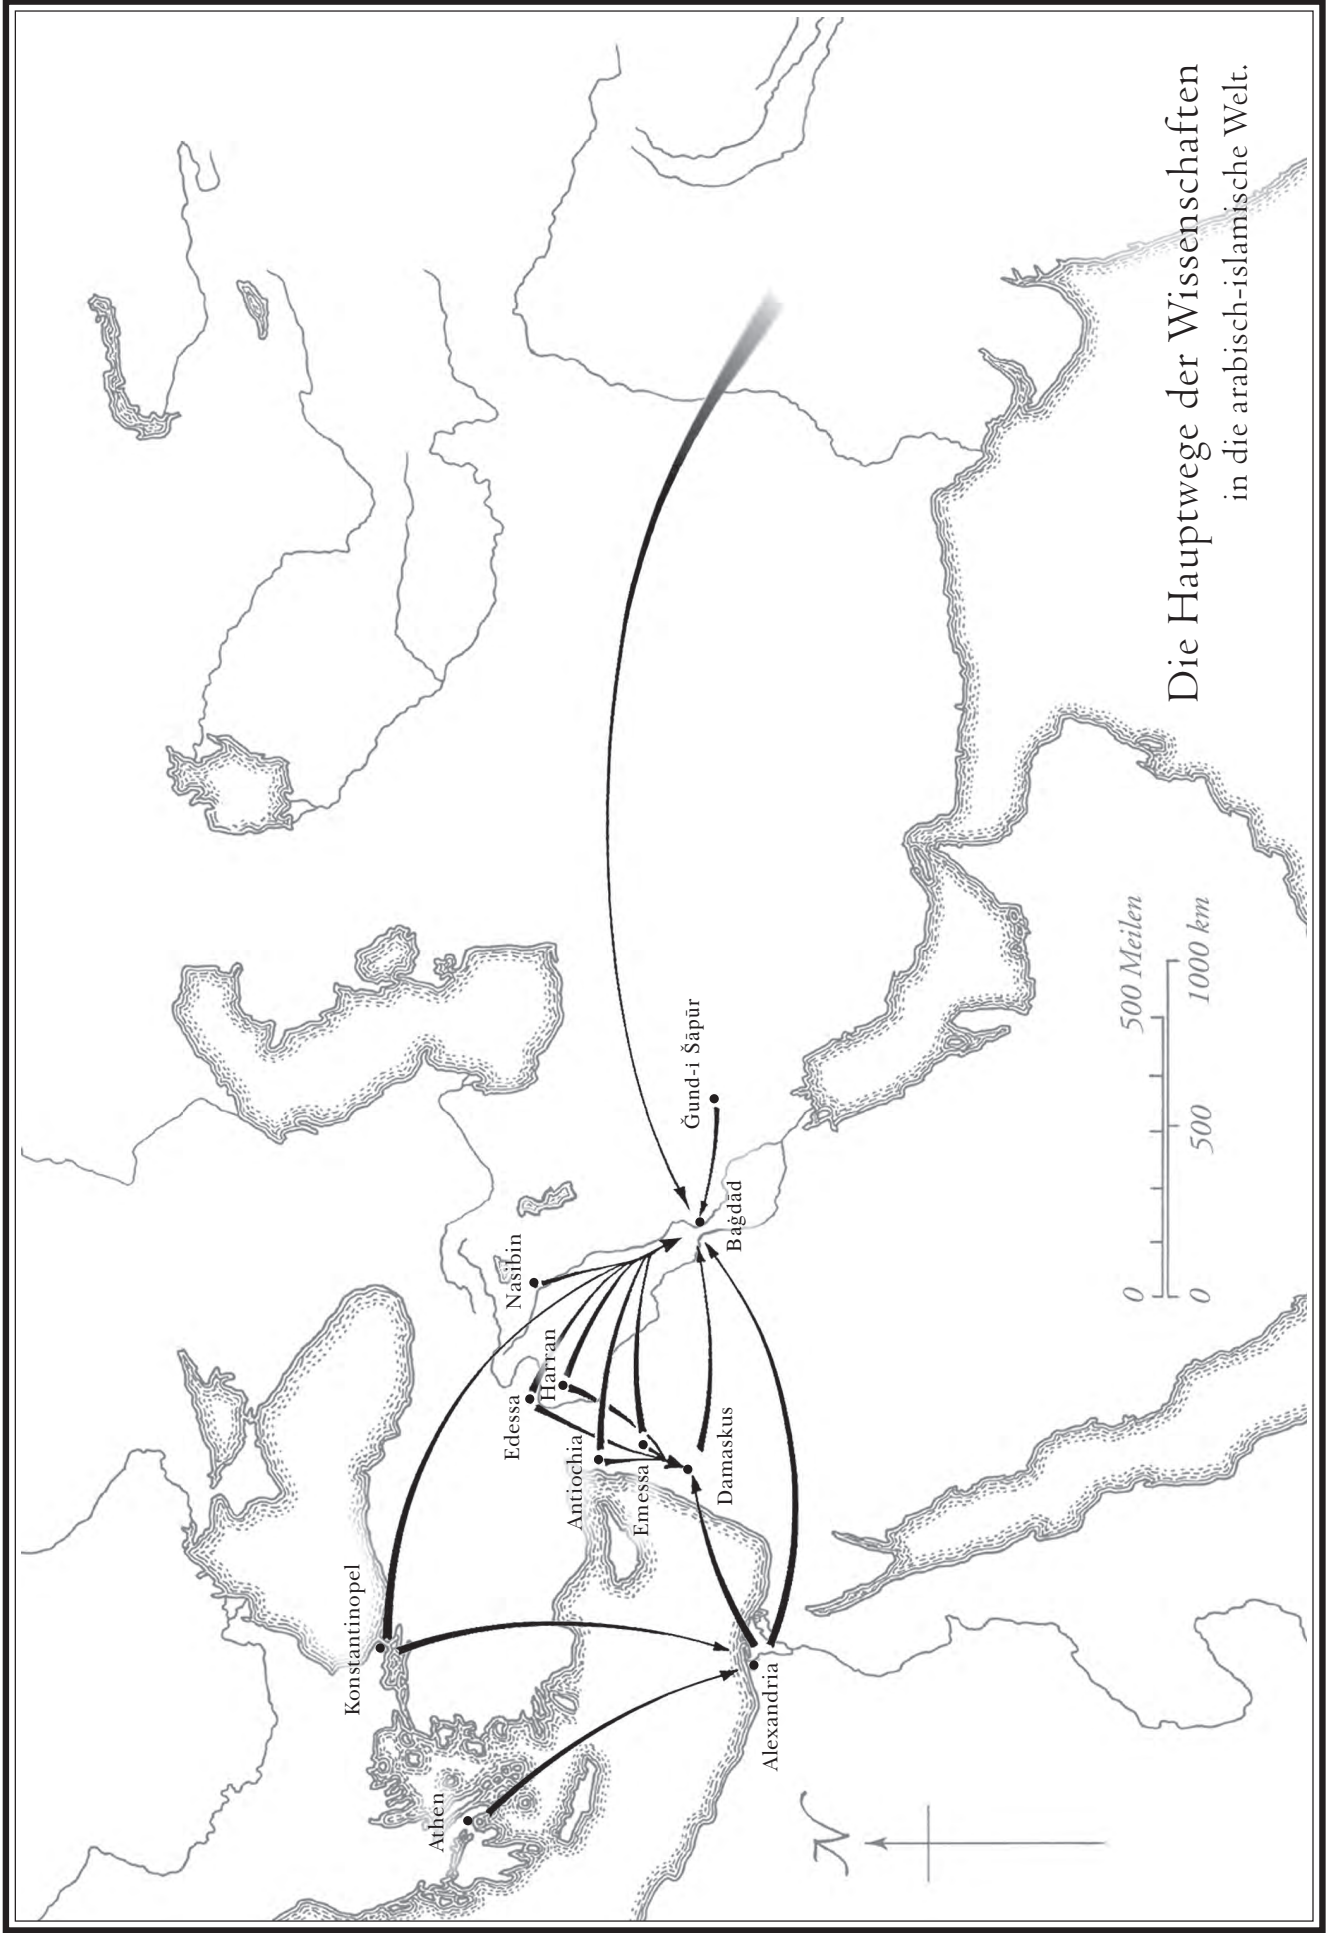 Die Hauptwege der Wissenschaften
in die arabisch-islamische Welt.
Konstantinopel
Athen
Nasibin
Edessa
Harran
Antiochia
Emessa
Damaskus
Alexandria
Baġdād
Ǧund-i Šāpūr
N
0 500 Meilen
0 500 1000 km